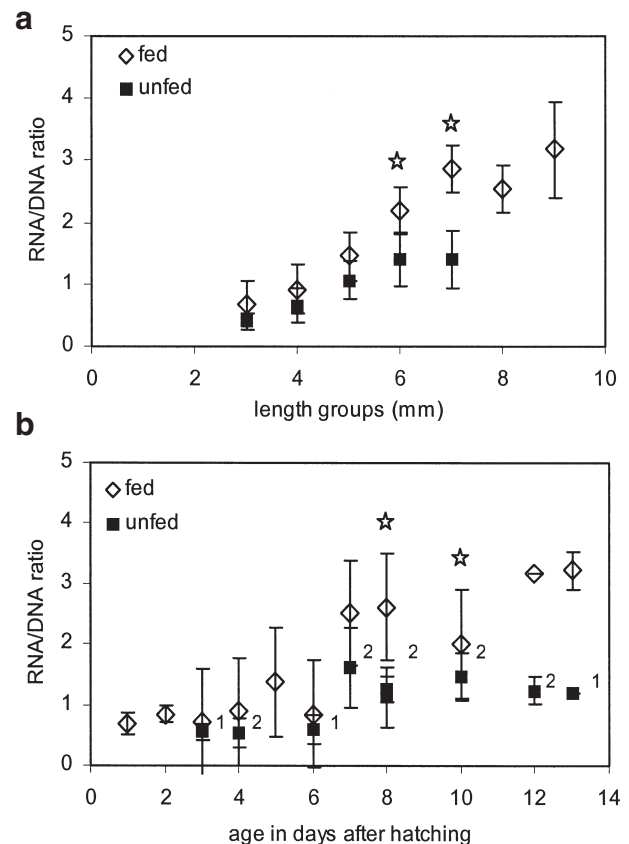 a
5
fed
unfed
4
3
2
1
0
RNA/DNA ratio
0 2 4 6 8 10
length groups (mm)
b
5
fed
unfed
4
3
2
1
0
RNA/DNA ratio
2 2 2
1 2 1 2 1
0 2 4 6 8 10 12 14
age in days after hatching